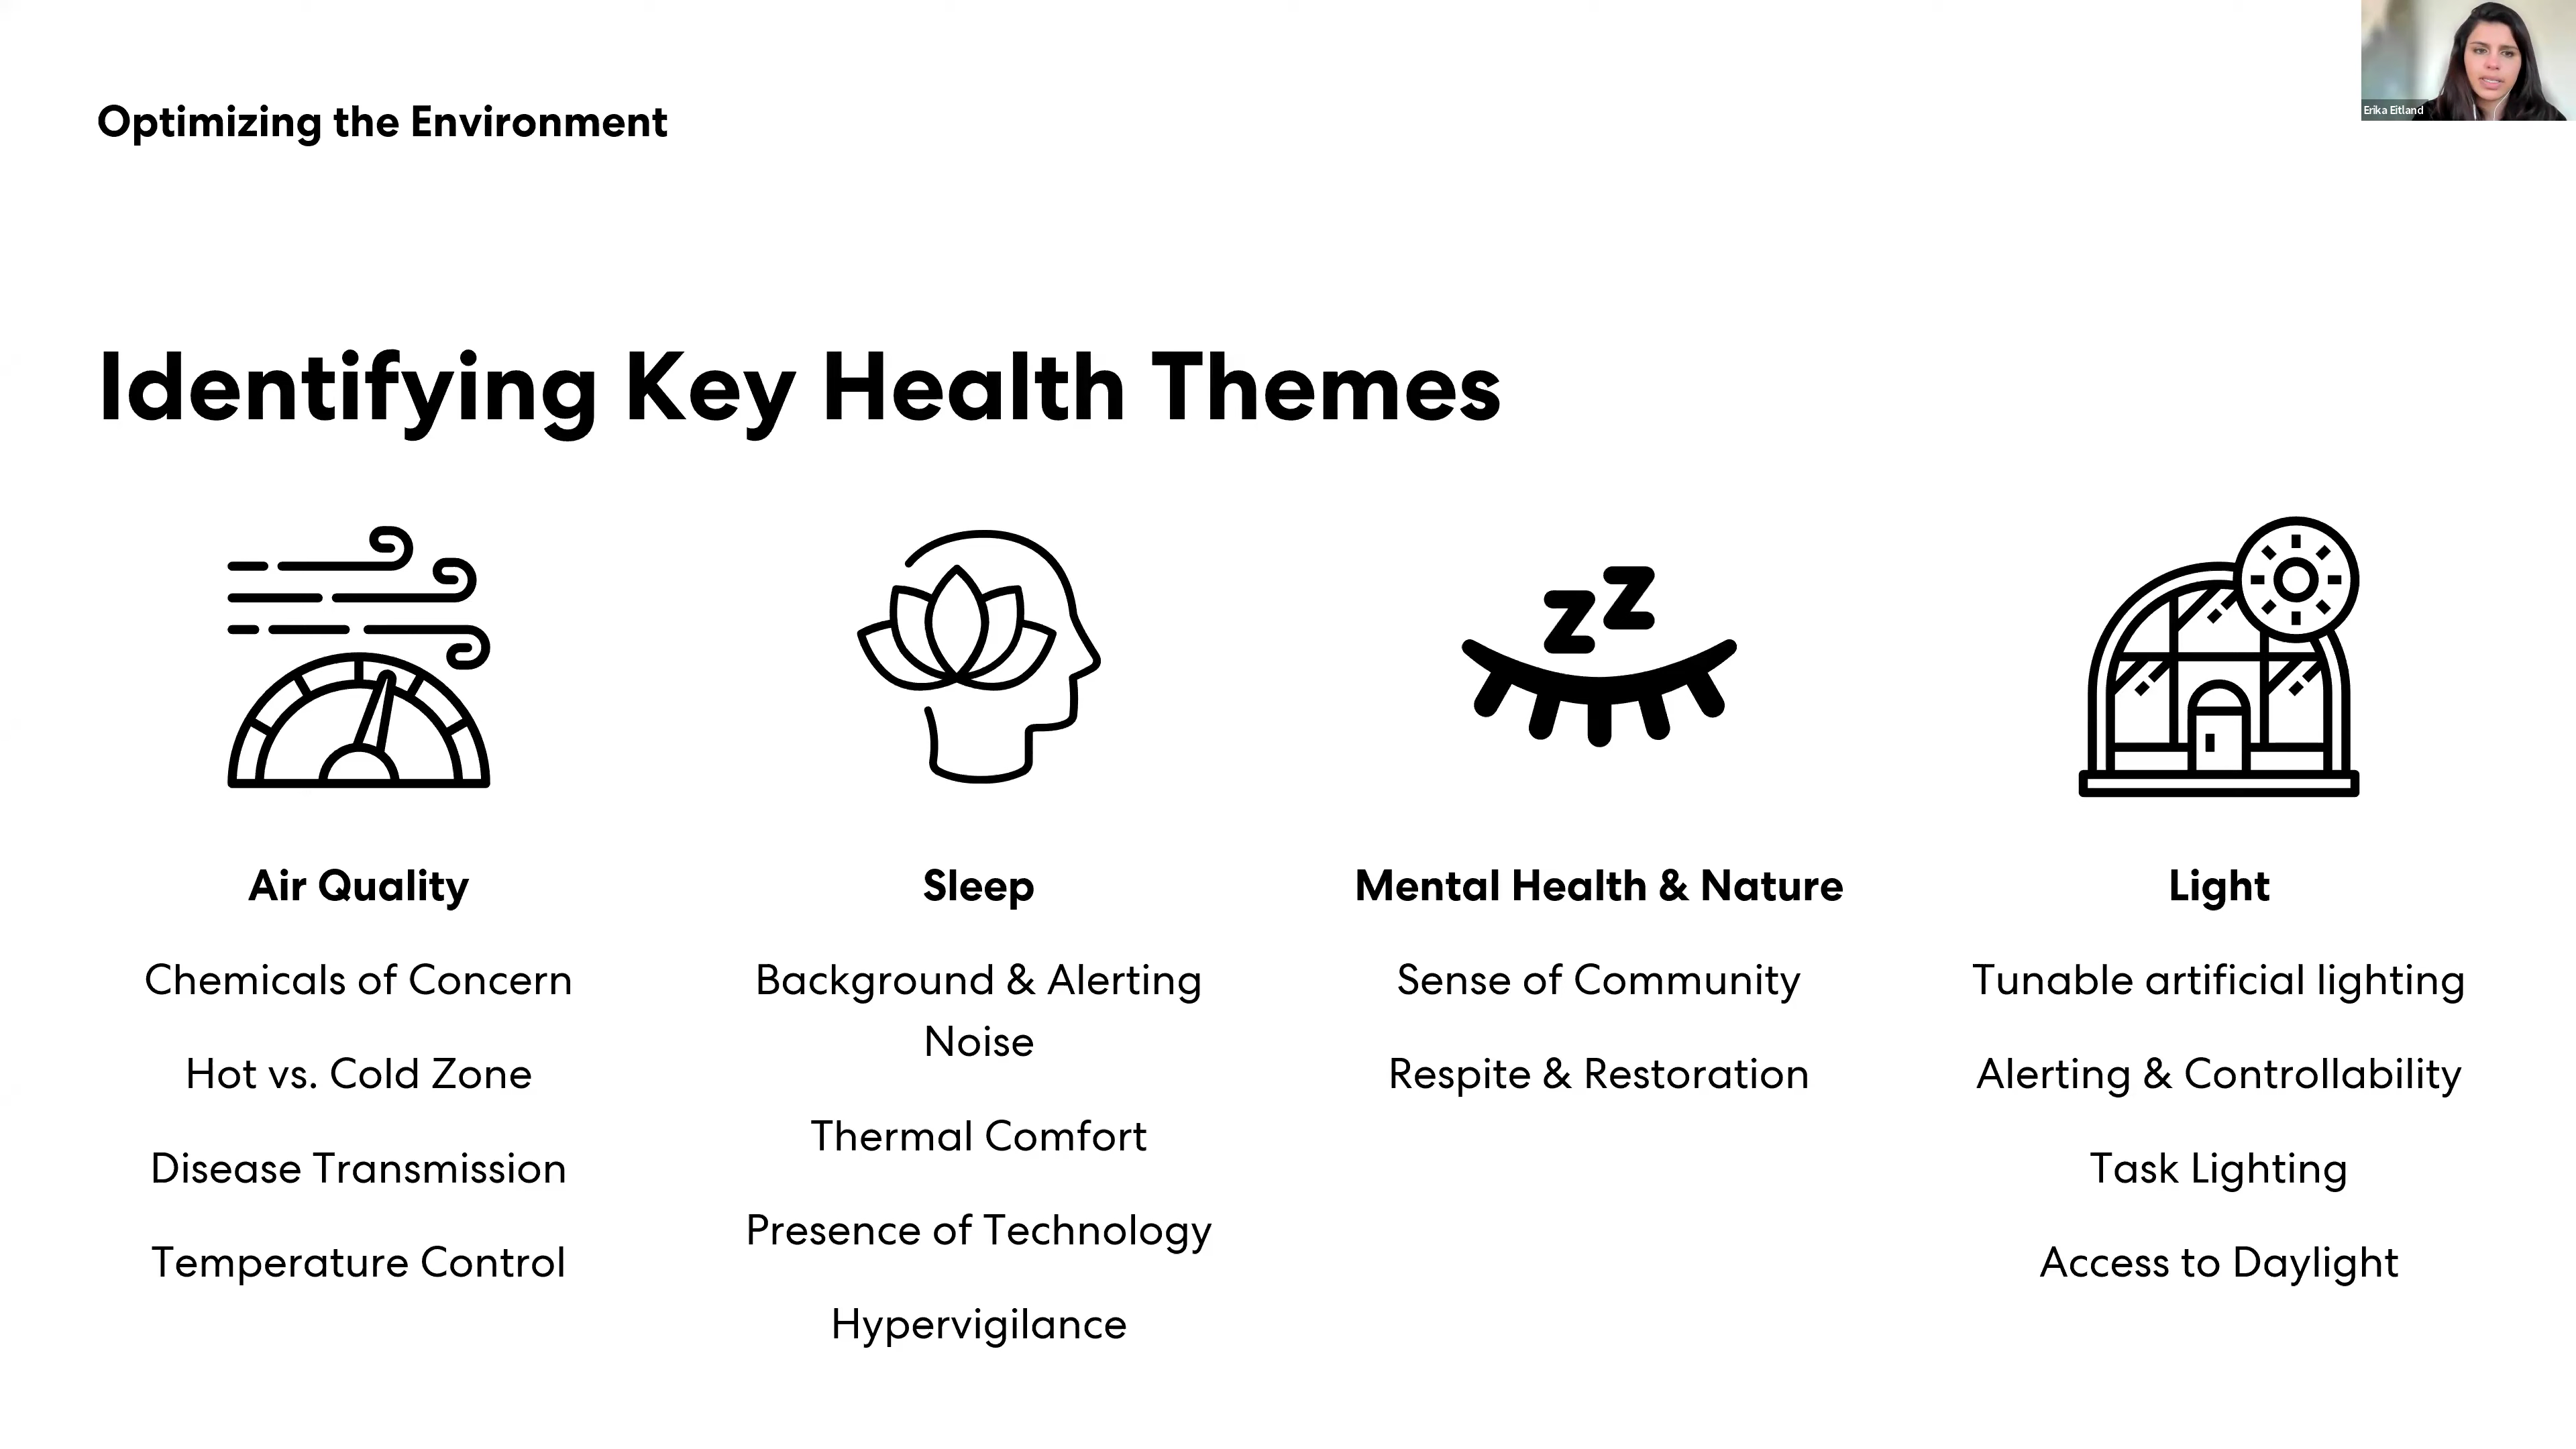 Optimizing the Environment
Erika Eitland
Identifying Key Health Themes
zz
Air Quality
Chemicals of Concern
Hot vs. Cold Zone
Disease Transmission
Temperature Control
Sleep
Background & Alerting
Noise
Thermal Comfort
Presence of Technology
Hypervigilance
Mental Health & Nature
Sense of Community
Respite & Restoration
Light
Tunable artificial lighting
Alerting & Controllability
Task Lighting
Access to Daylight